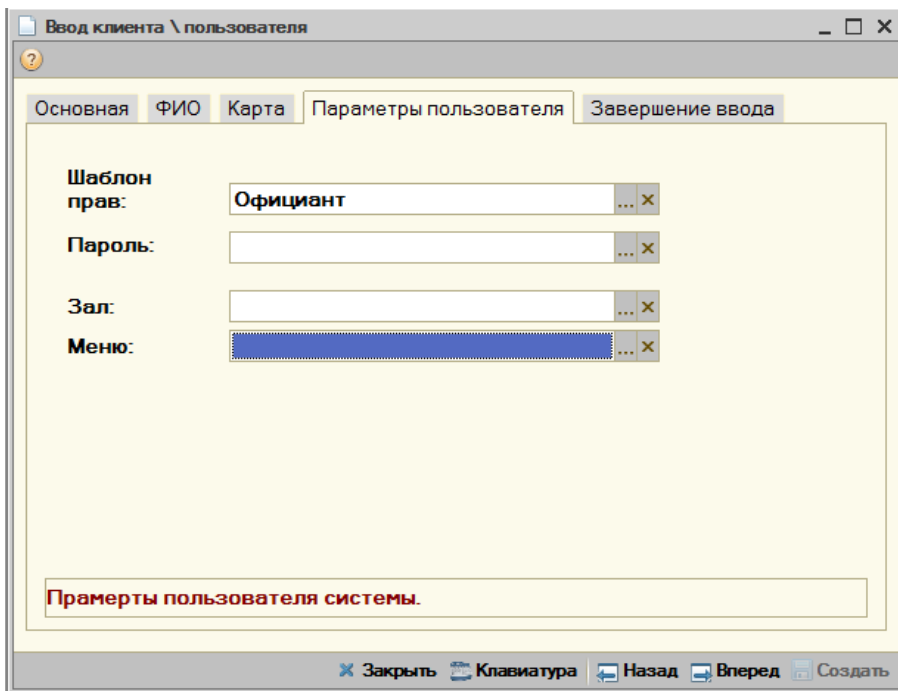 Ввод клиента \ пользователя
?
Основная ФИО Карта Параметры пользователя Завершение ввода
Шаблон
прав: Официант ... ×
Пароль: ... ×
Зал: ... ×
Меню: ... ×
Прамерты пользователя системы.
Закрыть Клавиатура Назад Вперед Создать